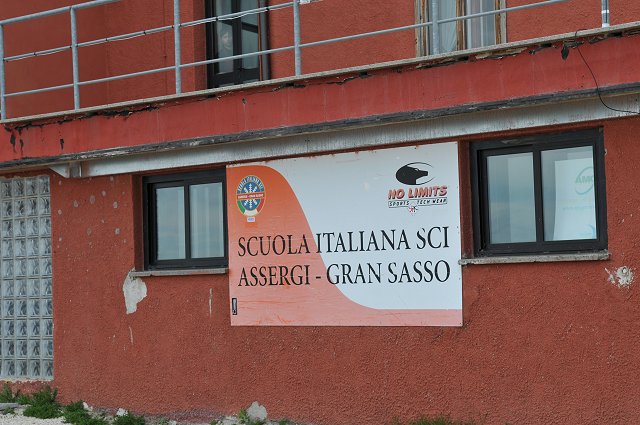 NO LIMITS
SPORTS - TECH WEAR
SCUOLA ITALIANA SCI
ASSERGI - GRAN SASSO